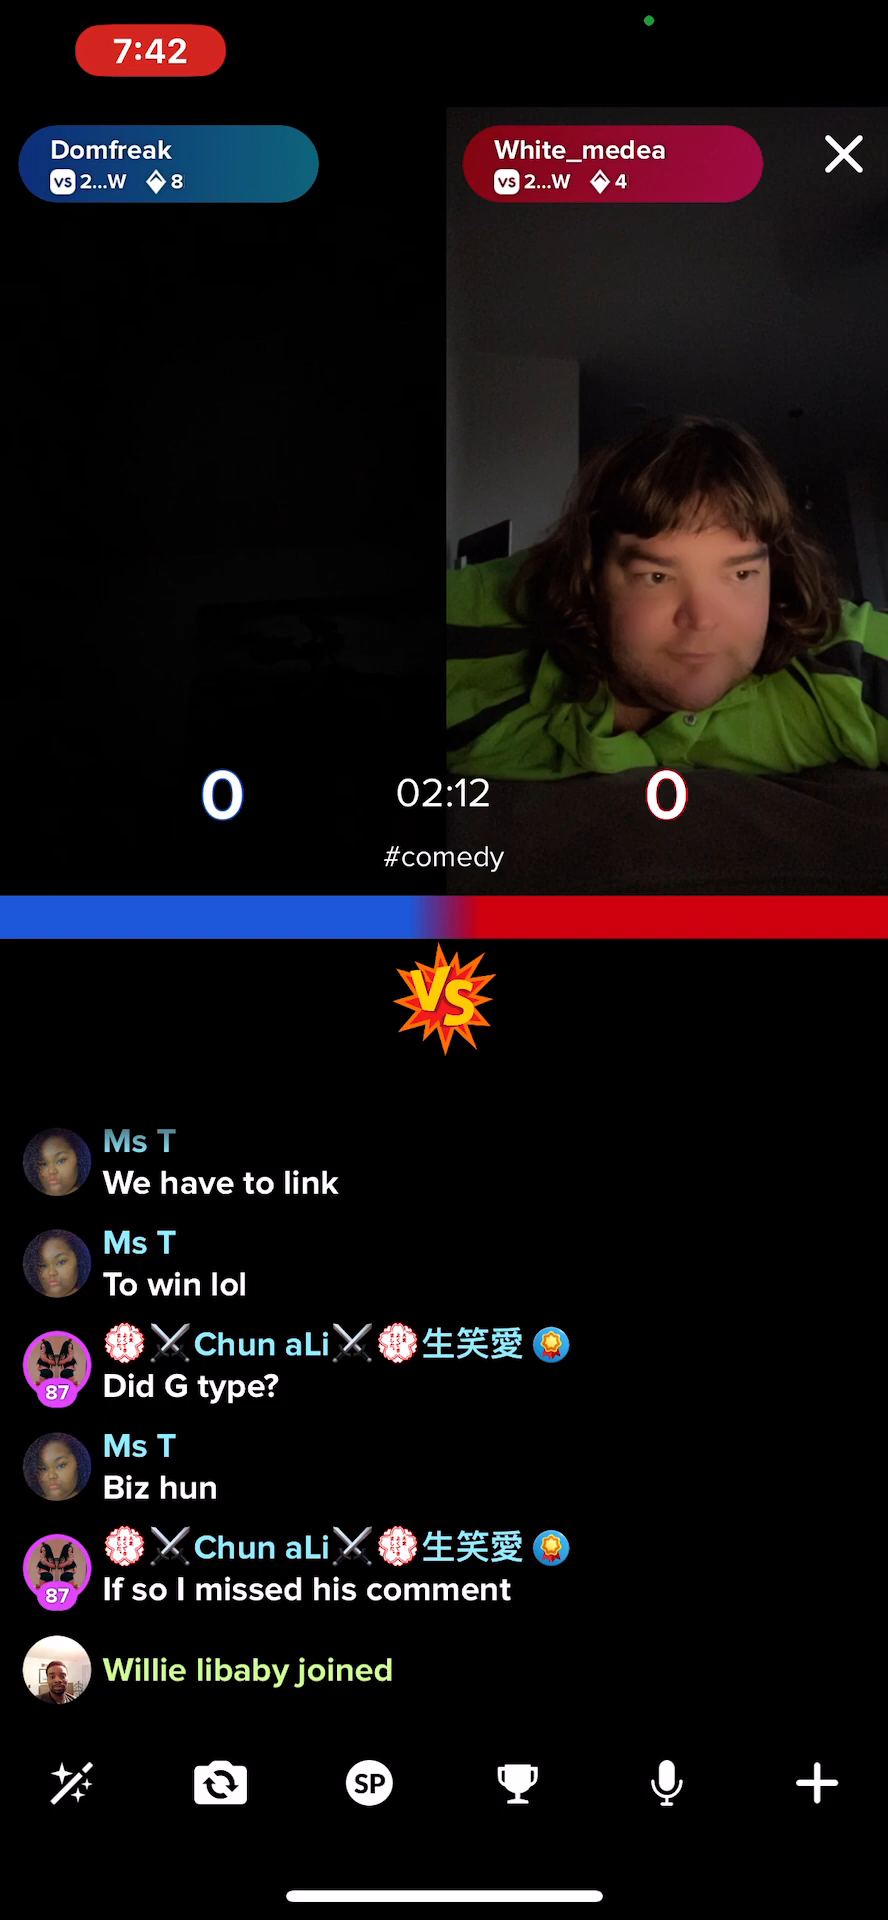 7:42
Domfreak
VS 2...W 8
White_medea
VS 2...W 4
0
02:12
0
#comedy
VS
Ms T
We have to link
Ms T
To win lol
💮⚔️Chun aLi⚔️💮生笑愛
Did G type?
87
Ms T
Biz hun
💮⚔️Chun aLi⚔️💮生笑愛
If so I missed his comment
87
Willie libaby joined
SP